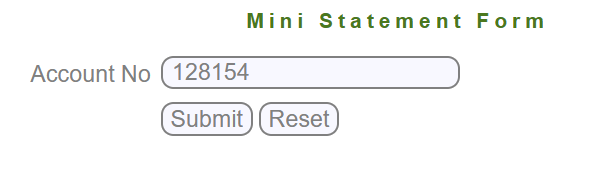 Mini Statement Form
Account No 128154
Submit Reset